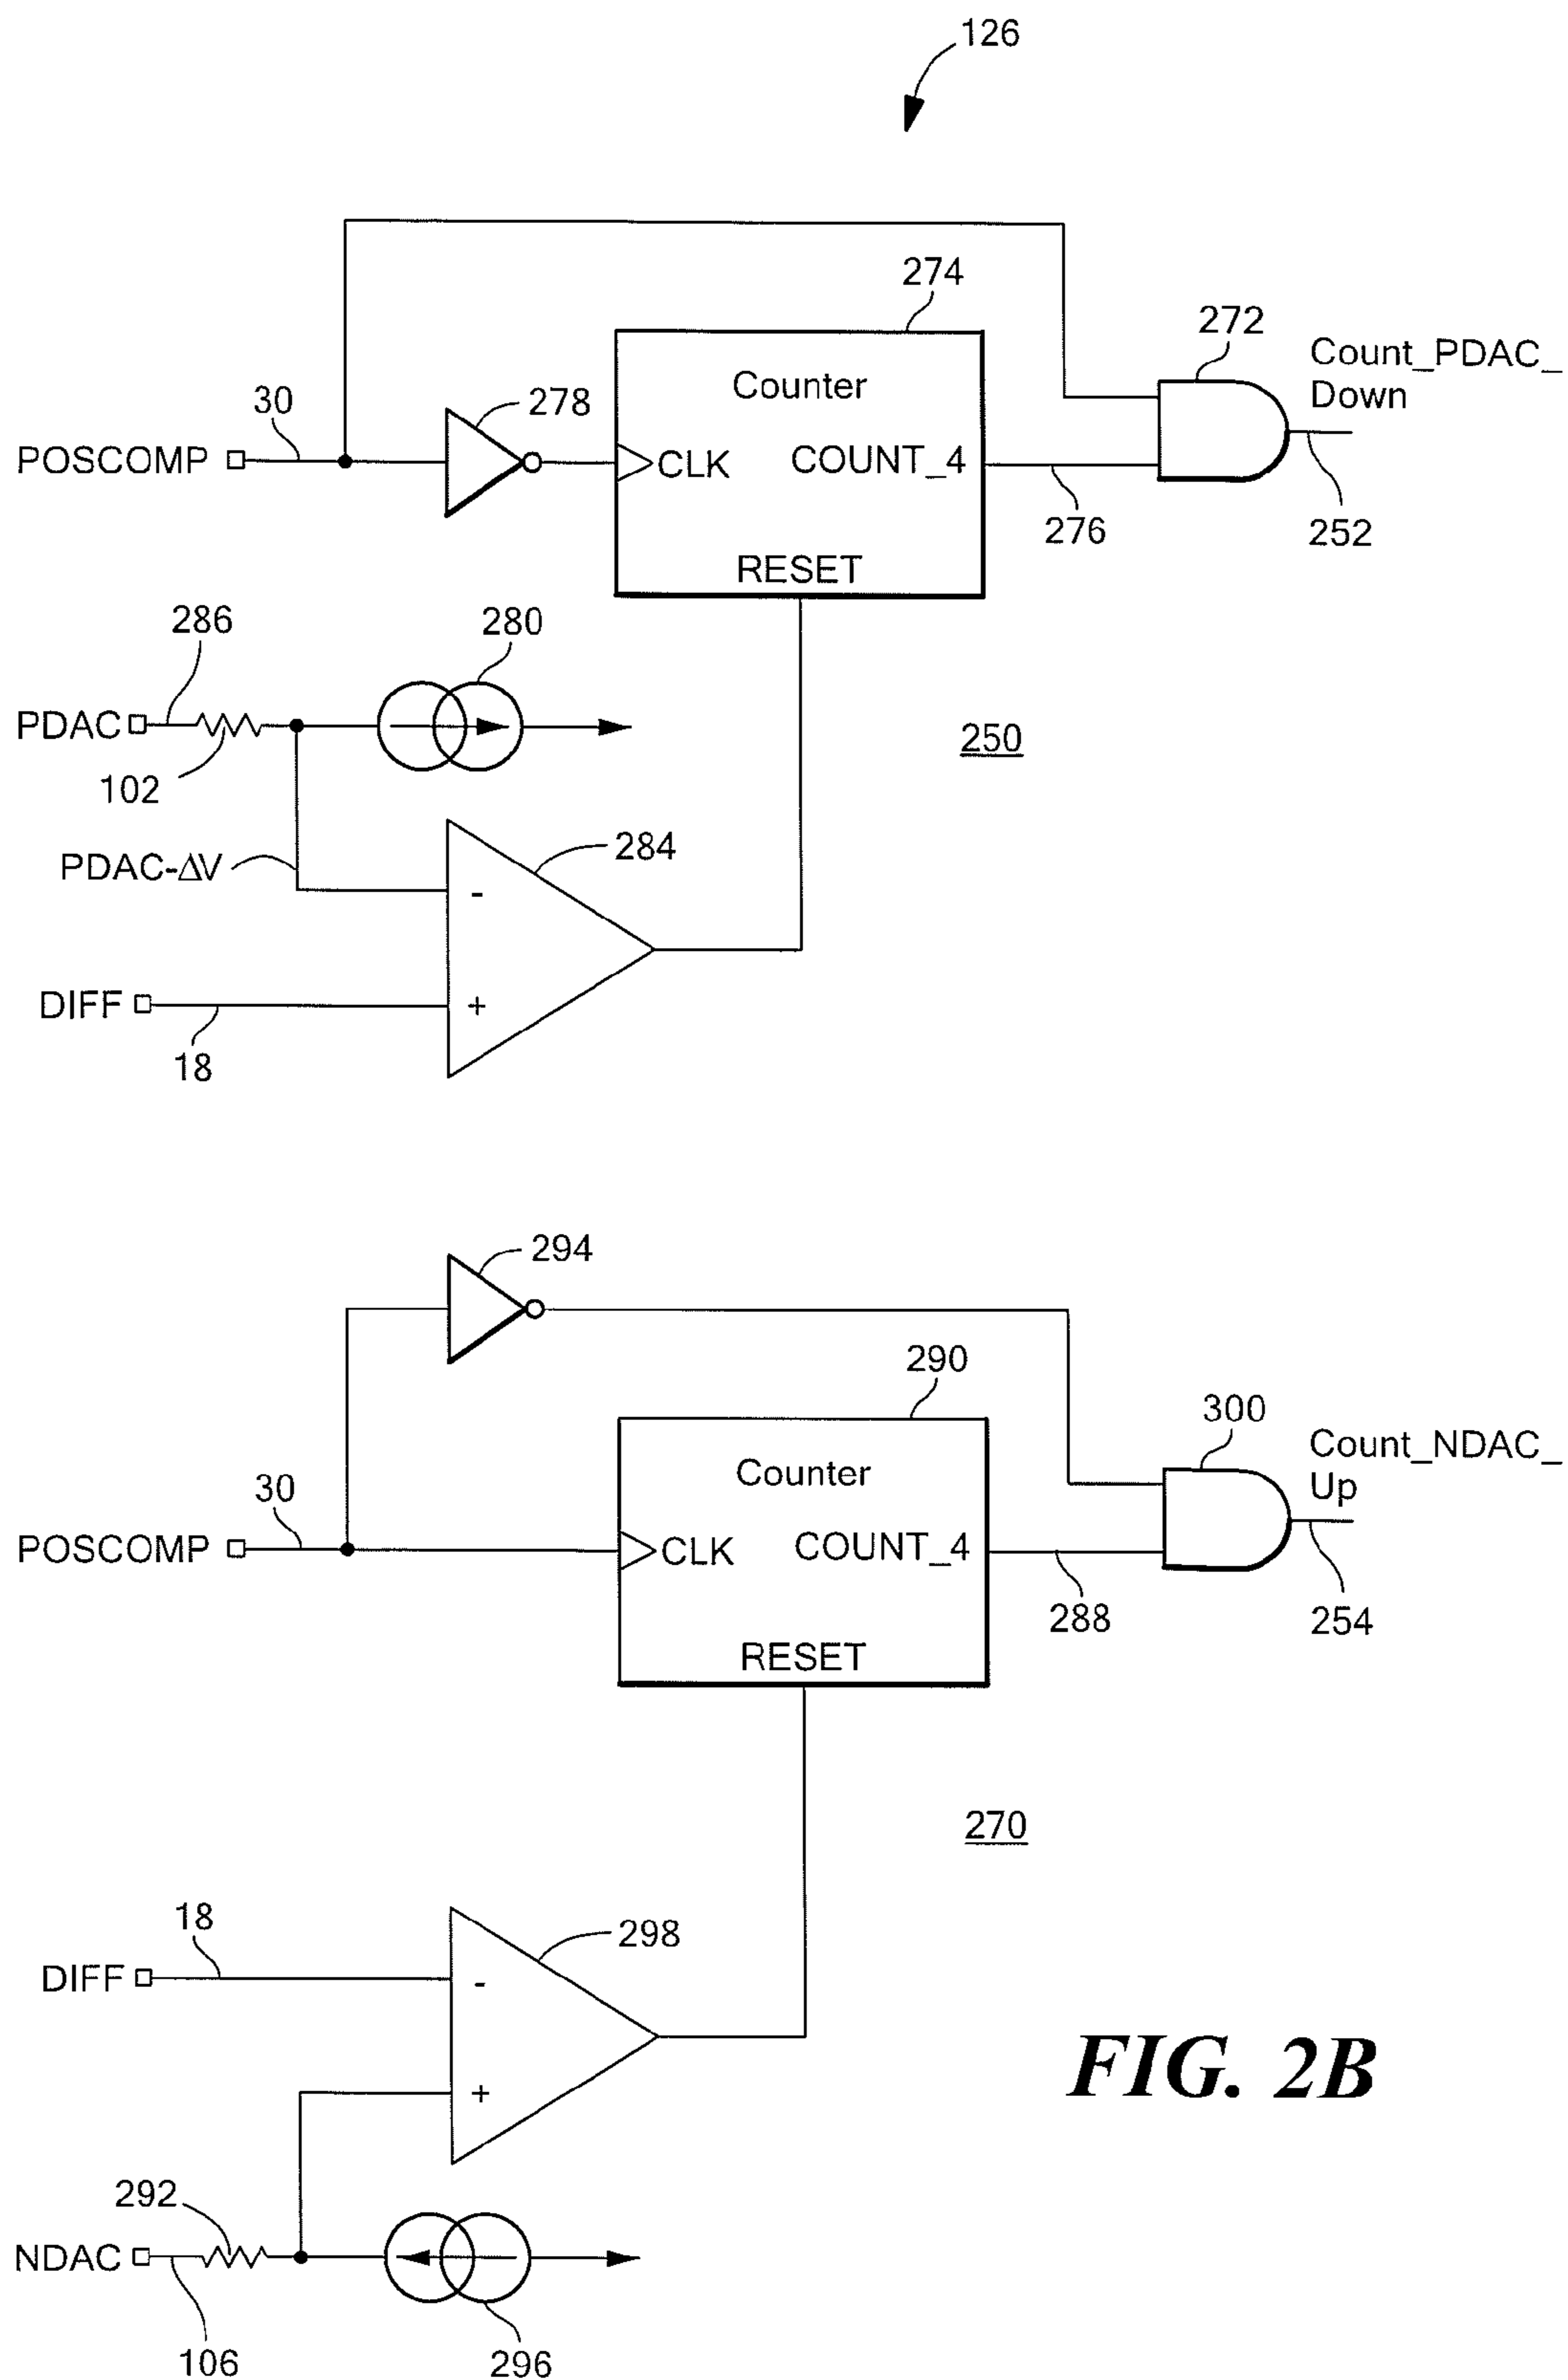 126
274
272
Count_PDAC_
Down
Counter
30
278
POSCOMP
CLK
COUNT_4
276
252
RESET
286
280
PDAC
102
250
PDAC-ΔV
284
-
DIFF
+
18
294
290
300
Count_NDAC_
Up
Counter
30
POSCOMP
CLK
COUNT_4
288
254
RESET
270
18
298
DIFF
-
+
FIG. 2B
292
NDAC
106
296